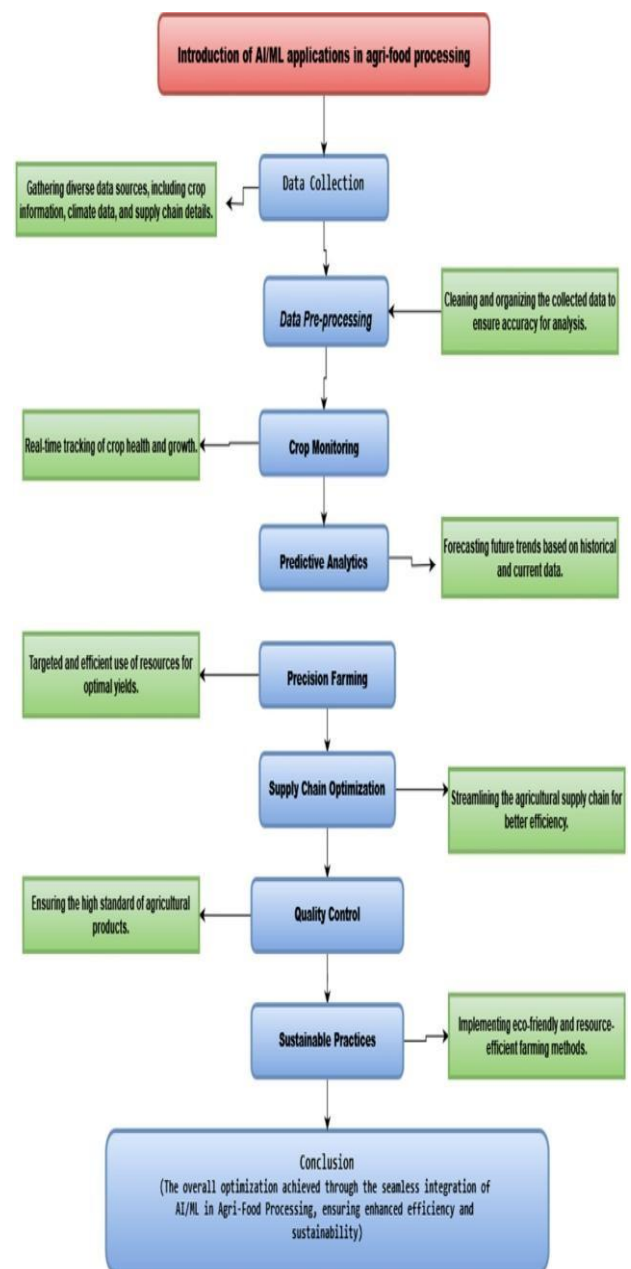 Introduction of AI/ML applications in agri-food processing
Data Collection
Gathering diverse data sources, including crop
information, climate data, and supply chain details.
Data Pre-processing
Cleaning and organizing the collected data to
ensure accuracy for analysis.
Crop Monitoring
Real-time tracking of crop health and growth.
Predictive Analytics
Forecasting future trends based on historical
and current data.
Precision Farming
Targeted and efficient use of resources for
optimal yields.
Supply Chain Optimization
Streamlining the agricultural supply chain for
better efficiency.
Quality Control
Ensuring the high standard of agricultural
products.
Sustainable Practices
Implementing eco-friendly and resource-
efficient farming methods.
Conclusion
(The overall optimization achieved through the seamless integration of
AI/ML in Agri-Food Processing, ensuring enhanced efficiency and
sustainability)